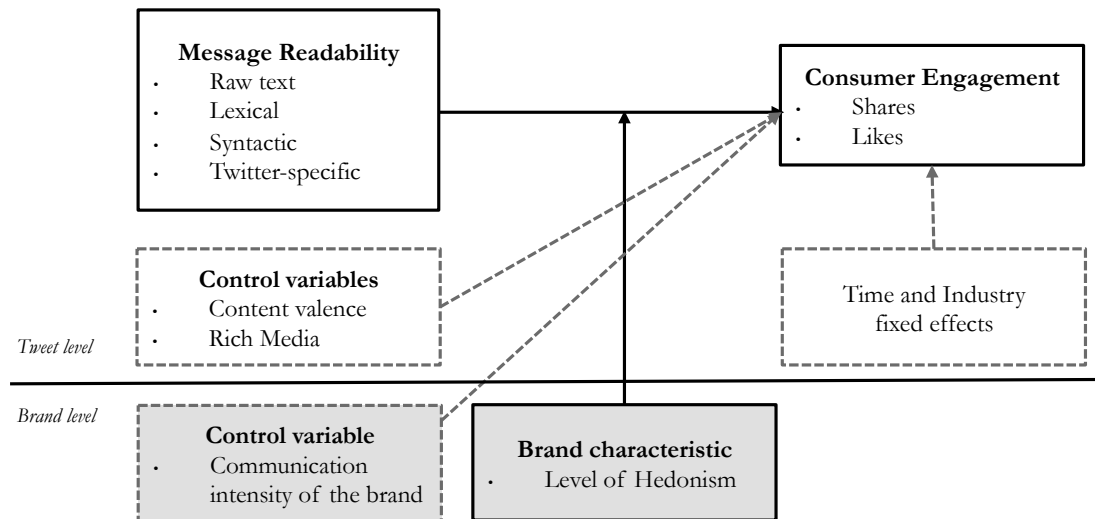 Message Readability
· Raw text
· Lexical
· Syntactic
· Twitter-specific
Consumer Engagement
· Shares
· Likes
Control variables
· Content valence
· Rich Media
Time and Industry
fixed effects
Tweet level
Brand level
Control variable
· Communication
intensity of the brand
Brand characteristic
· Level of Hedonism